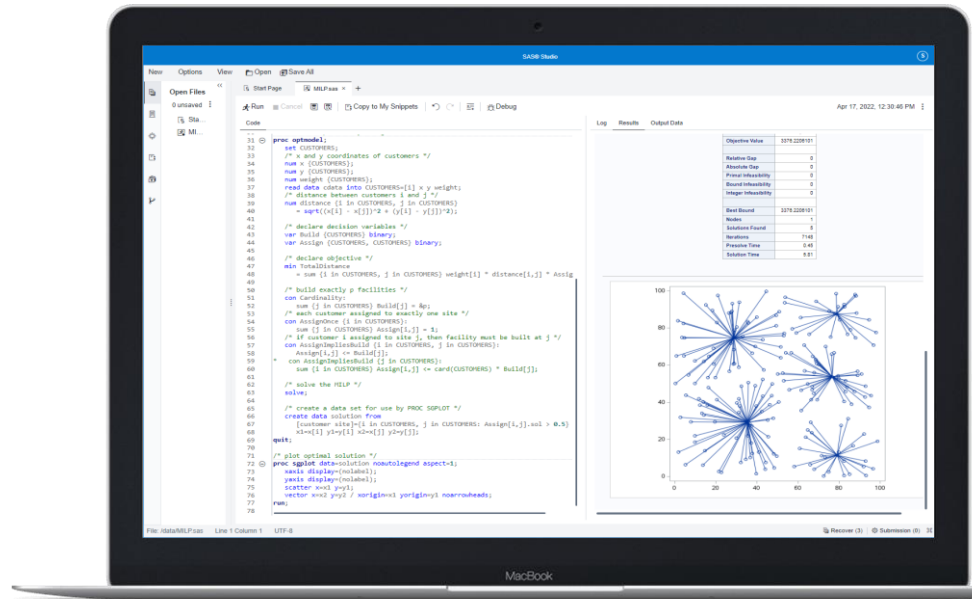 SAS® Studio
S
New Options View Open Save All
Open Files
0 unsaved
Sta...
MI...
Start Page MILP.sas × +
Run Cancel Copy to My Snippets Debug Apr 17, 2022, 12:30:46 PM
Code
31 proc optmodel;
32 set CUSTOMERS;
33 /* x and y coordinates of customers */
34 num x {CUSTOMERS};
35 num y {CUSTOMERS};
36 num weight {CUSTOMERS};
37 read data cdata into CUSTOMERS=[i] x y weight;
38 /* distance between customers i and j */
39 num distance {i in CUSTOMERS, j in CUSTOMERS}
40 = sqrt((x[i] - x[j])^2 + (y[i] - y[j])^2);
41
42 /* declare decision variables */
43 var Build {CUSTOMERS} binary;
44 var Assign {CUSTOMERS, CUSTOMERS} binary;
45
46 /* declare objective */
47 min TotalDistance
48 = sum {i in CUSTOMERS, j in CUSTOMERS} weight[i] * distance[i,j] * Assig
49
50 /* build exactly p facilities */
51 con Cardinality:
52 sum {j in CUSTOMERS} Build[j] = &p;
53 /* each customer assigned to exactly one site */
54 con AssignOnce {i in CUSTOMERS}:
55 sum {j in CUSTOMERS} Assign[i,j] = 1;
56 /* if customer i assigned to site j, then facility must be built at j */
57 con AssignImpliesBuild {i in CUSTOMERS, j in CUSTOMERS}:
58 Assign[i,j] <= Build[j];
59 * con AssignImpliesBuild {j in CUSTOMERS}:
60 sum {i in CUSTOMERS} Assign[i,j] <= card(CUSTOMERS) * Build[j];
61
62 /* solve the MILP */
63 solve;
64
65 /* create a data set for use by PROC SGPLOT */
66 create data solution from
67 [customer site]={i in CUSTOMERS, j in CUSTOMERS: Assign[i,j].sol > 0.5}
68 x1=x[i] y1=y[i] x2=x[j] y2=y[j];
69 quit;
70
71 /* plot optimal solution */
72 proc sgplot data=solution noautolegend aspect=1;
73 xaxis display=(nolabel);
74 yaxis display=(nolabel);
75 scatter x=x1 y=y1;
76 vector x=x2 y=y2 / xorigin=x1 yorigin=y1 noarrowheads;
77 run;
78
Log Results Output Data
Objective Value 3376.2206101
Relative Gap 0
Absolute Gap 0
Primal Infeasibility 0
Bound Infeasibility 0
Integer Infeasibility 0
Best Bound 3376.2206101
Nodes 1
Solutions Found
Iterations
Presolve Time
Solution Time
100
80
60
40
20
0
0 20 40 60 80 100
File: /data/MILP.sas Line 1 Column 1 UTF-8
Recover (3) Submission (6)
MacBook